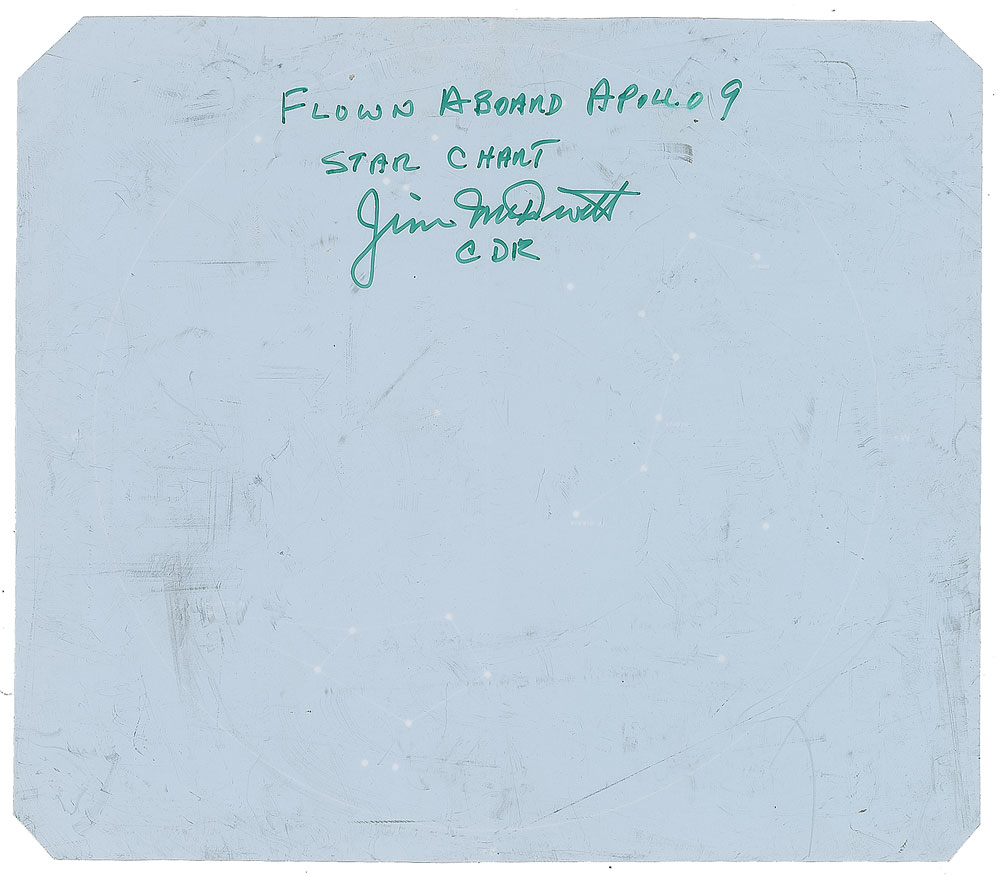 FLOWN ABOARD APOLLO 9
STAR CHART
Jim McDivitt
CDR